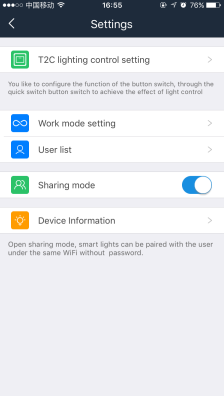 中国移动 16:55 76%
Settings
T2C lighting control setting
You like to configure the function of the button switch, through the
quick switch button switch to achieve the effect of light control
Work mode setting
User list
Sharing mode
Device Information
Open sharing mode, smart lights can be paired with the user
under the same WiFi without password.